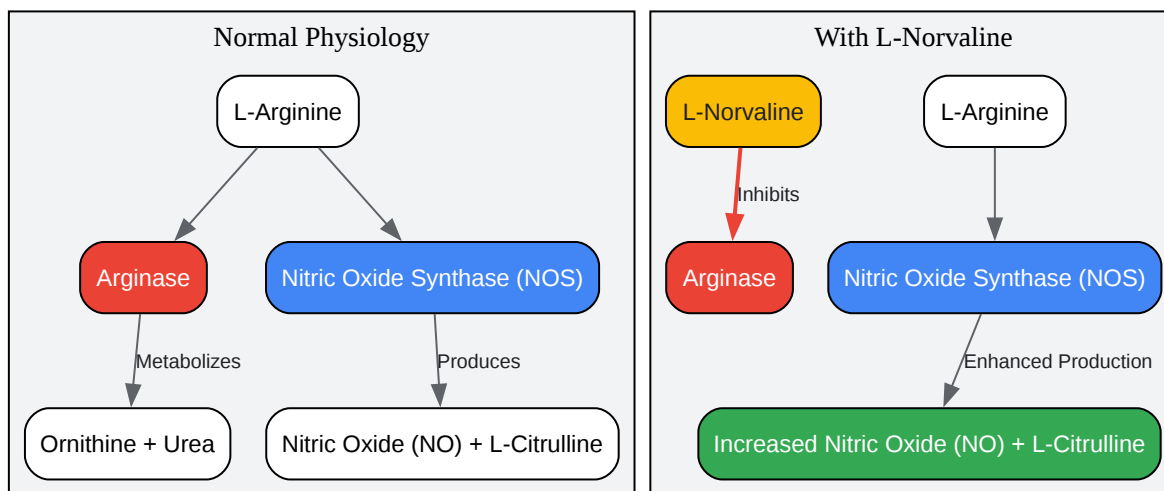 Normal Physiology
L-Arginine
Arginase
Nitric Oxide Synthase (NOS)
Metabolizes
Produces
Ornithine + Urea
Nitric Oxide (NO) + L-Citrulline
With L-Norvaline
L-Norvaline
L-Arginine
Inhibits
Arginase
Nitric Oxide Synthase (NOS)
Enhanced Production
Increased Nitric Oxide (NO) + L-Citrulline